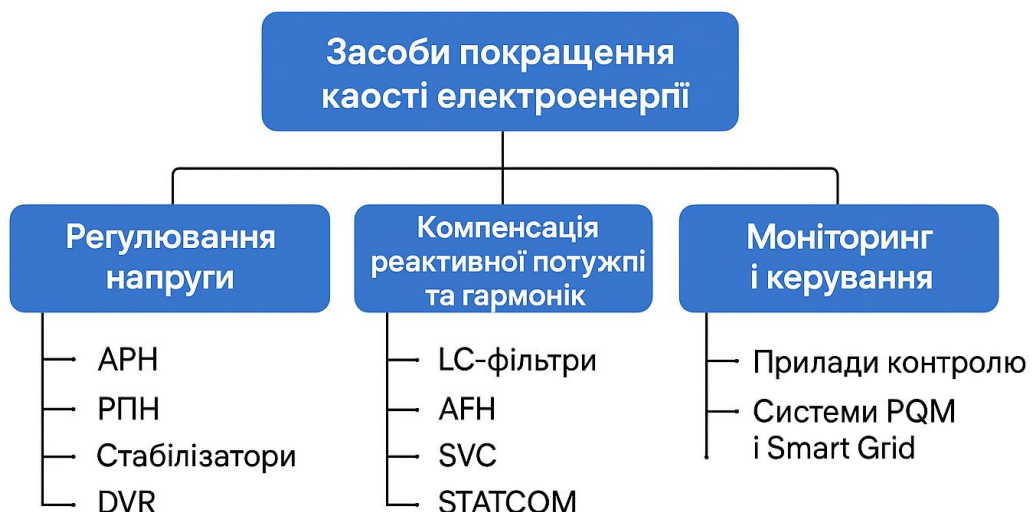 Засоби покращення
каості електроенергії
Регулювання
напруги
АРН
РПН
Стабілізатори
DVR
Компенсація
реактивної потужпі
та гармонік
LC-фільтри
AFH
SVC
STATCOM
Моніторинг
і керування
Прилади контролю
Системи PQM
і Smart Grid